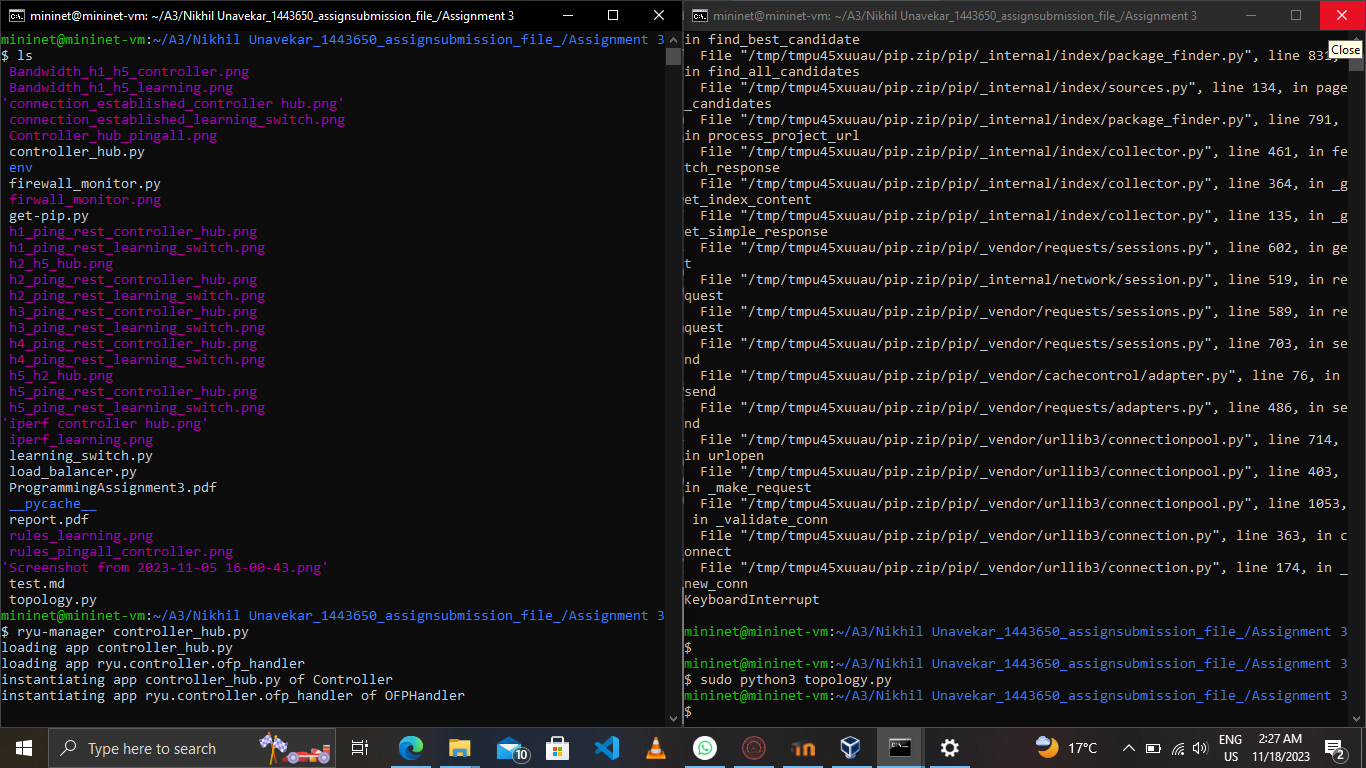 mininet@mininet-vm: ~/A3/Nikhil Unavekar_1443650_assignsubmission_file_/Assignment 3
mininet@mininet-vm:~/A3/Nikhil Unavekar_1443650_assignsubmission_file_/Assignment 3
$ ls
Bandwidth_h1_h5_controller.png
Bandwidth_h1_h5_learning.png
'connection_established_controller hub.png'
connection_established_learning_switch.png
Controller_hub_pingall.png
controller_hub.py
env
firewall_monitor.py
firwall_monitor.png
get-pip.py
h1_ping_rest_controller_hub.png
h1_ping_rest_learning_switch.png
h2_h5_hub.png
h2_ping_rest_controller_hub.png
h2_ping_rest_learning_switch.png
h3_ping_rest_controller_hub.png
h3_ping_rest_learning_switch.png
h4_ping_rest_controller_hub.png
h4_ping_rest_learning_switch.png
h5_h2_hub.png
h5_ping_rest_controller_hub.png
h5_ping_rest_learning_switch.png
'iperf controller hub.png'
iperf_learning.png
learning_switch.py
load_balancer.py
ProgrammingAssignment3.pdf
__pycache__
report.pdf
rules_learning.png
rules_pingall_controller.png
'Screenshot from 2023-11-05 16-00-43.png'
test.md
topology.py
mininet@mininet-vm:~/A3/Nikhil Unavekar_1443650_assignsubmission_file_/Assignment 3
$ ryu-manager controller_hub.py
loading app controller_hub.py
loading app ryu.controller.ofp_handler
instantiating app controller_hub.py of Controller
instantiating app ryu.controller.ofp_handler of OFPHandler
mininet@mininet-vm: ~/A3/Nikhil Unavekar_1443650_assignsubmission_file_/Assignment 3
Close
in find_best_candidate
File "/tmp/tmpu45xuuau/pip.zip/pip/_internal/index/package_finder.py", line 831,
in find_all_candidates
File "/tmp/tmpu45xuuau/pip.zip/pip/_internal/index/sources.py", line 134, in page
_candidates
File "/tmp/tmpu45xuuau/pip.zip/pip/_internal/index/package_finder.py", line 791,
in process_project_url
File "/tmp/tmpu45xuuau/pip.zip/pip/_internal/index/collector.py", line 461, in fe
tch_response
File "/tmp/tmpu45xuuau/pip.zip/pip/_internal/index/collector.py", line 364, in _g
et_index_content
File "/tmp/tmpu45xuuau/pip.zip/pip/_internal/index/collector.py", line 135, in _g
et_simple_response
File "/tmp/tmpu45xuuau/pip.zip/pip/_vendor/requests/sessions.py", line 602, in ge
t
File "/tmp/tmpu45xuuau/pip.zip/pip/_internal/network/session.py", line 519, in re
quest
File "/tmp/tmpu45xuuau/pip.zip/pip/_vendor/requests/sessions.py", line 589, in re
quest
File "/tmp/tmpu45xuuau/pip.zip/pip/_vendor/requests/sessions.py", line 703, in se
nd
File "/tmp/tmpu45xuuau/pip.zip/pip/_vendor/cachecontrol/adapter.py", line 76, in
send
File "/tmp/tmpu45xuuau/pip.zip/pip/_vendor/requests/adapters.py", line 486, in se
nd
File "/tmp/tmpu45xuuau/pip.zip/pip/_vendor/urllib3/connectionpool.py", line 714,
in urlopen
File "/tmp/tmpu45xuuau/pip.zip/pip/_vendor/urllib3/connectionpool.py", line 403,
in _make_request
File "/tmp/tmpu45xuuau/pip.zip/pip/_vendor/urllib3/connectionpool.py", line 1053,
in _validate_conn
File "/tmp/tmpu45xuuau/pip.zip/pip/_vendor/urllib3/connection.py", line 363, in c
onnect
File "/tmp/tmpu45xuuau/pip.zip/pip/_vendor/urllib3/connection.py", line 174, in _
new_conn
KeyboardInterrupt
mininet@mininet-vm:~/A3/Nikhil Unavekar_1443650_assignsubmission_file_/Assignment 3
$
mininet@mininet-vm:~/A3/Nikhil Unavekar_1443650_assignsubmission_file_/Assignment 3
$ sudo python3 topology.py
mininet@mininet-vm:~/A3/Nikhil Unavekar_1443650_assignsubmission_file_/Assignment 3
$
Type here to search
10
17°C
ENG
US
2:27 AM
11/18/2023
2